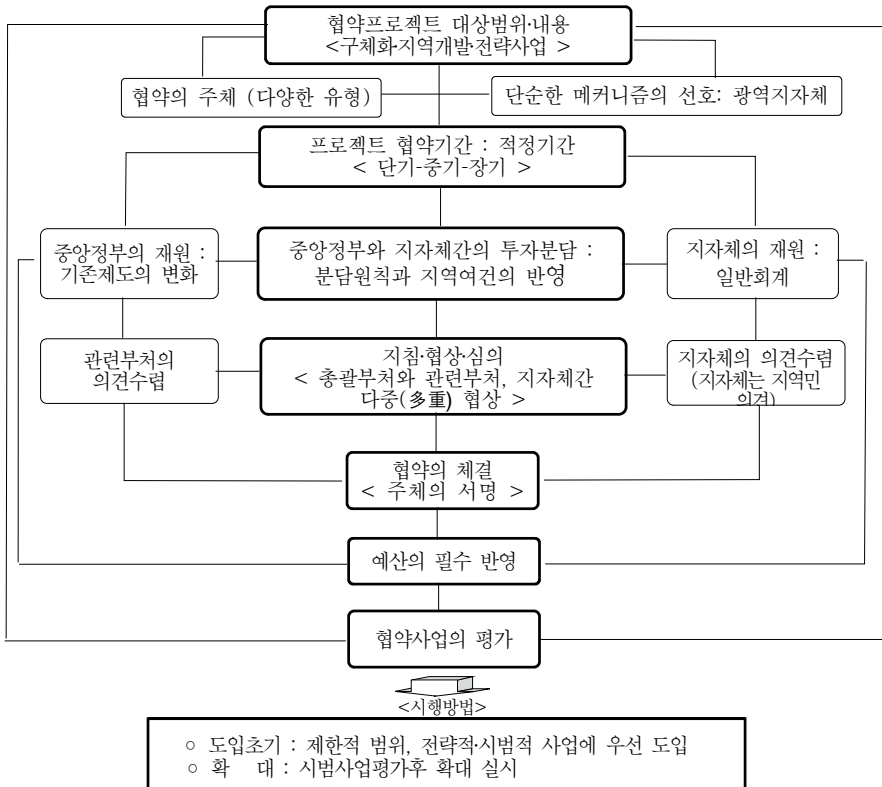 협약프로젝트 대상범위·내용
<구체화·지역개발·전략사업 >
협약의 주체 (다양한 유형)
단순한 메커니즘의 선호: 광역지자체
프로젝트 협약기간 : 적정기간
< 단기-중기-장기 >
중앙정부의 재원 :
기존제도의 변화
중앙정부와 지자체간의 투자분담 :
분담원칙과 지역여건의 반영
지자체의 재원 :
일반회계
관련부처의
의견수렴
지침·협상·심의
< 총괄부처와 관련부처, 지자체간
다중(多重) 협상 >
지자체의 의견수렴
(지자체는 지역민
의견)
협약의 체결
< 주체의 서명 >
예산의 필수 반영
협약사업의 평가
<시행방법>
○ 도입초기 : 제한적 범위, 전략적·시범적 사업에 우선 도입
○ 확 대 : 시범사업평가후 확대 실시